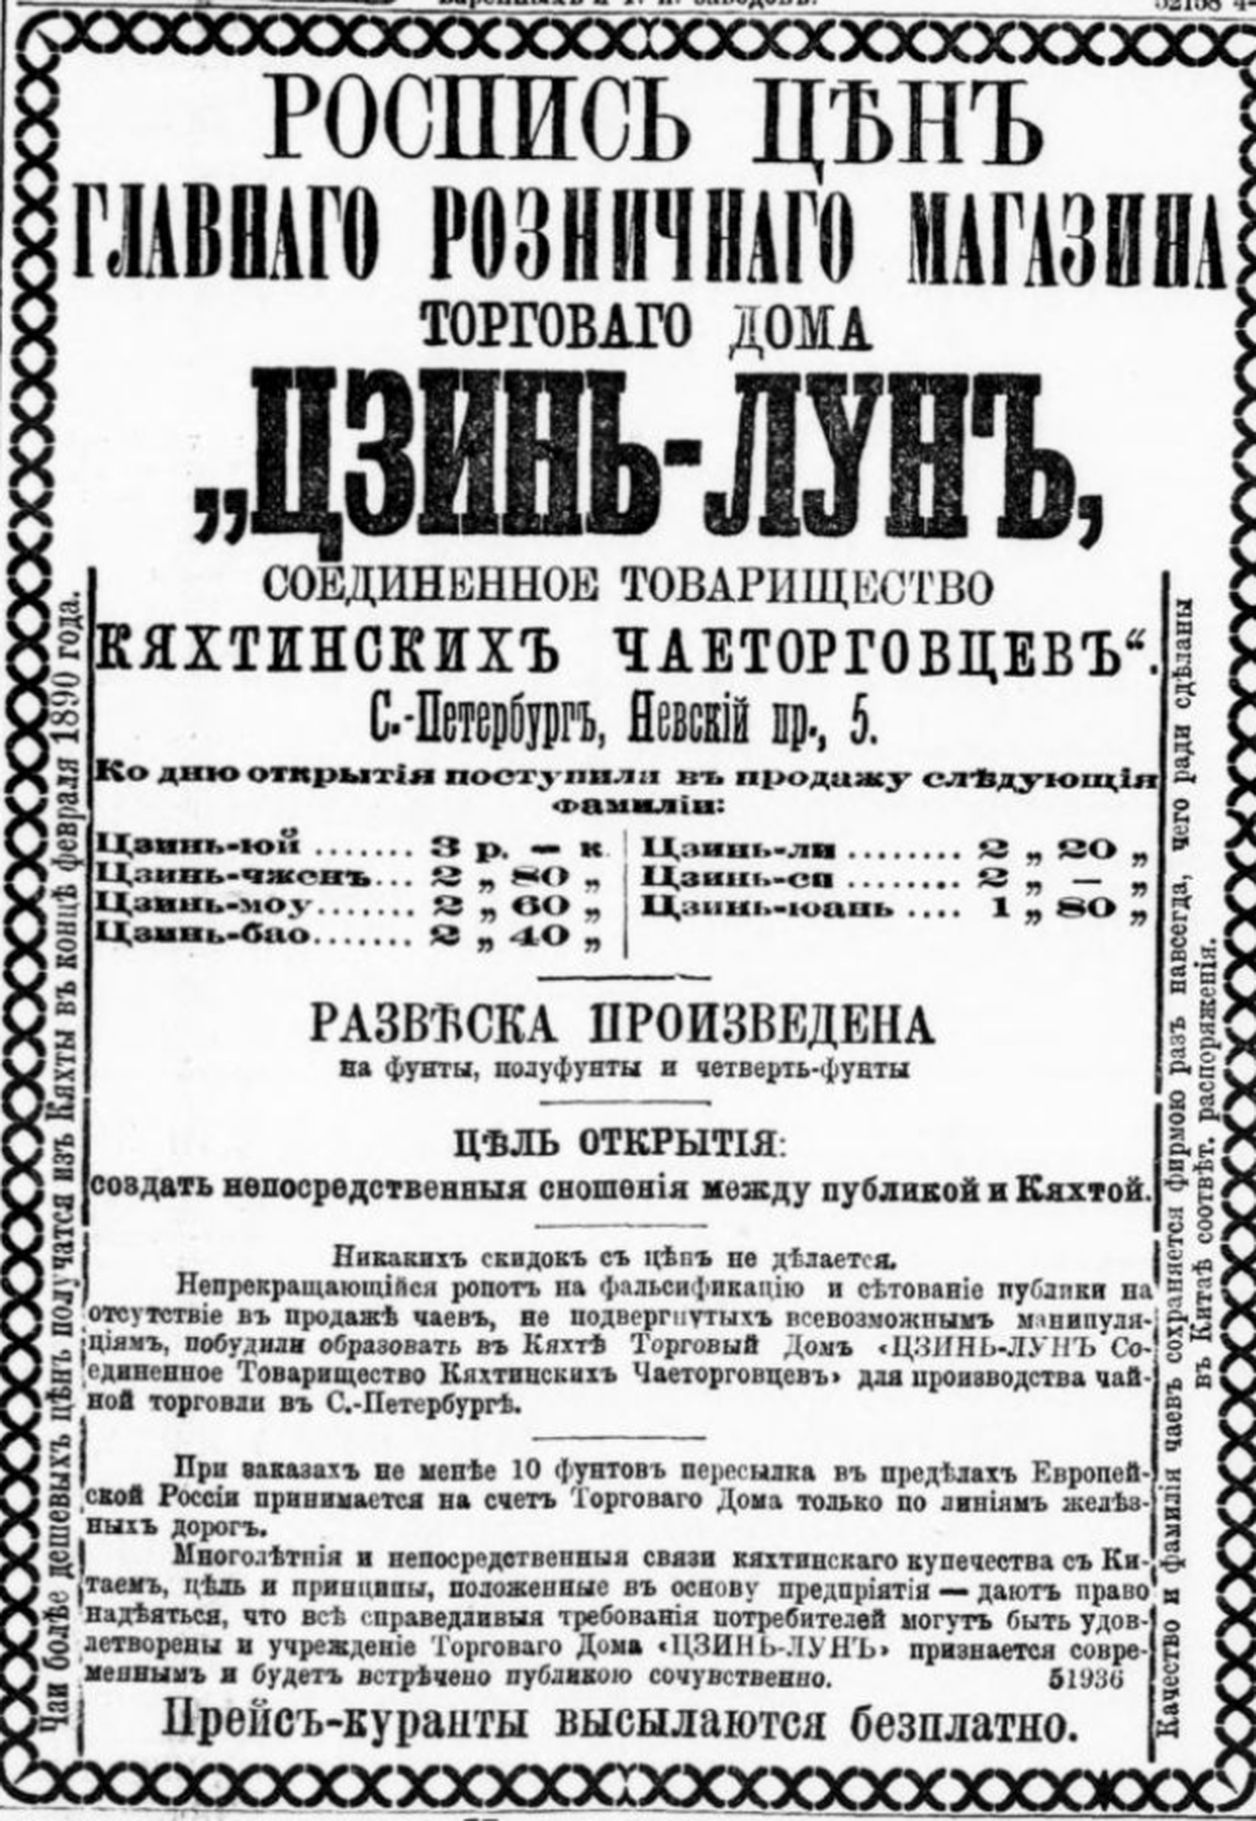 РОСПИСЬ ЦѢНЪ
ГЛАВНАГО РОЗНИЧНАГО МАГАЗИНА
ТОРГОВАГО ДОМА
„ЦЗИНЬ-ЛУНЪ,
СОЕДИНЕННОЕ ТОВАРИЩЕСТВО
КЯХТИНСКИХЪ ЧАЕТОРГОВЦЕВЪ“.
С.-Петербургъ, Невскій пр., 5.
Ко дню открытія поступили въ продажу слѣдующія
фамиліи:
Цзинь-юй ....... 3 р. — к.
Цзинь-чженъ... 2 „ 80 „
Цзинь-моу....... 2 „ 60 „
Цзинь-бао....... 2 „ 40 „
Цзинь-ли ........ 2 „ 20 „
Цзинь-си ........ 2 „ — „
Цзинь-юань .... 1 „ 80 „
РАЗВѢСКА ПРОИЗВЕДЕНА
на фунты, полуфунты и четверть-фунты
ЦѢЛЬ ОТКРЫТІЯ:
создать непосредственныя сношенія между публикой и Кяхтой.
Никакихъ скидокъ съ цѣнъ не дѣлается.
Непрекращающійся ропотъ на фальсификацію и сѣтованіе публики на
отсутствіе въ продажѣ чаевъ, не подвергнутыхъ всевозможнымъ манипуля-
ціямъ, побудили образовать въ Кяхтѣ Торговый Домъ «ЦЗИНЬ-ЛУНЪ Со-
единенное Товарищество Кяхтинскихъ Чаеторговцевъ» для производства чай-
ной торговли въ С.-Петербургѣ.
При заказахъ не менѣе 10 фунтовъ пересылка въ предѣлахъ Европей-
ской Россіи принимается на счетъ Торговаго Дома только по линіямъ желѣз-
ныхъ дорогъ.
Многолѣтнія и непосредственныя связи кяхтинскаго купечества съ Ки-
таемъ, цѣль и принципы, положенные въ основу предпріятія — даютъ право
надѣяться, что всѣ справедливыя требованія потребителей могутъ быть удов-
летворены и учрежденіе Торговаго Дома «ЦЗИНЬ-ЛУНЪ» признается совре-
меннымъ и будетъ встрѣчено публикою сочувственно. 51936
Прейсъ-куранты высылаются безплатно.
Чаи болѣе дешевыхъ цѣнъ получатся изъ Кяхты въ концѣ февраля 1890 года.
Качество и фамилія чаевъ сохраняется фирмою разъ навсегда, чего ради сдѣланы
въ Китаѣ соотвѣт. распоряженія.